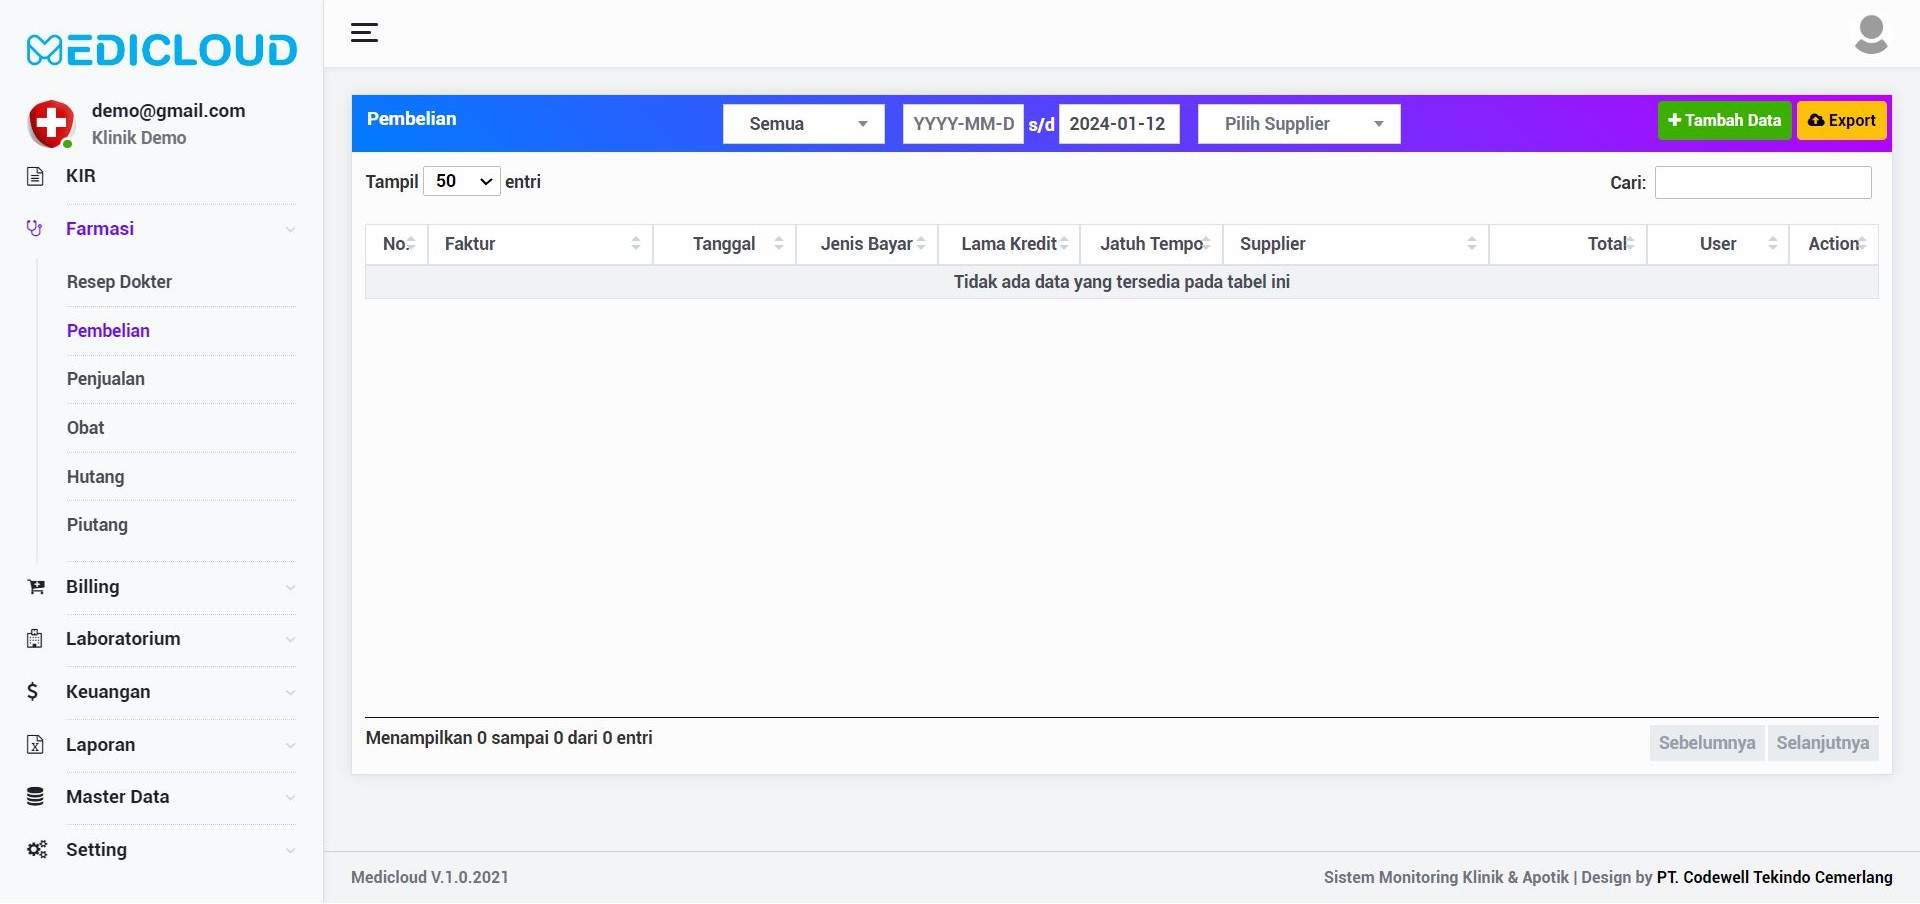 MEDICLOUD
demo@gmail.com
Klinik Demo
KIR
Farmasi
Resep Dokter
Pembelian
Penjualan
Obat
Hutang
Piutang
Billing
Laboratorium
Keuangan
Laporan
Master Data
Setting
Pembelian Semua YYYY-MM-D s/d 2024-01-12 Pilih Supplier Tambah Data Export
Tampil 50 entri Cari:
No. Faktur Tanggal Jenis Bayar Lama Kredit Jatuh Tempo Supplier Total User Action
Tidak ada data yang tersedia pada tabel ini
Menampilkan 0 sampai 0 dari 0 entri Sebelumnya Selanjutnya
Medicloud V.1.0.2021 Sistem Monitoring Klinik & Apotik | Design by PT. Codewell Tekindo Cemerlang